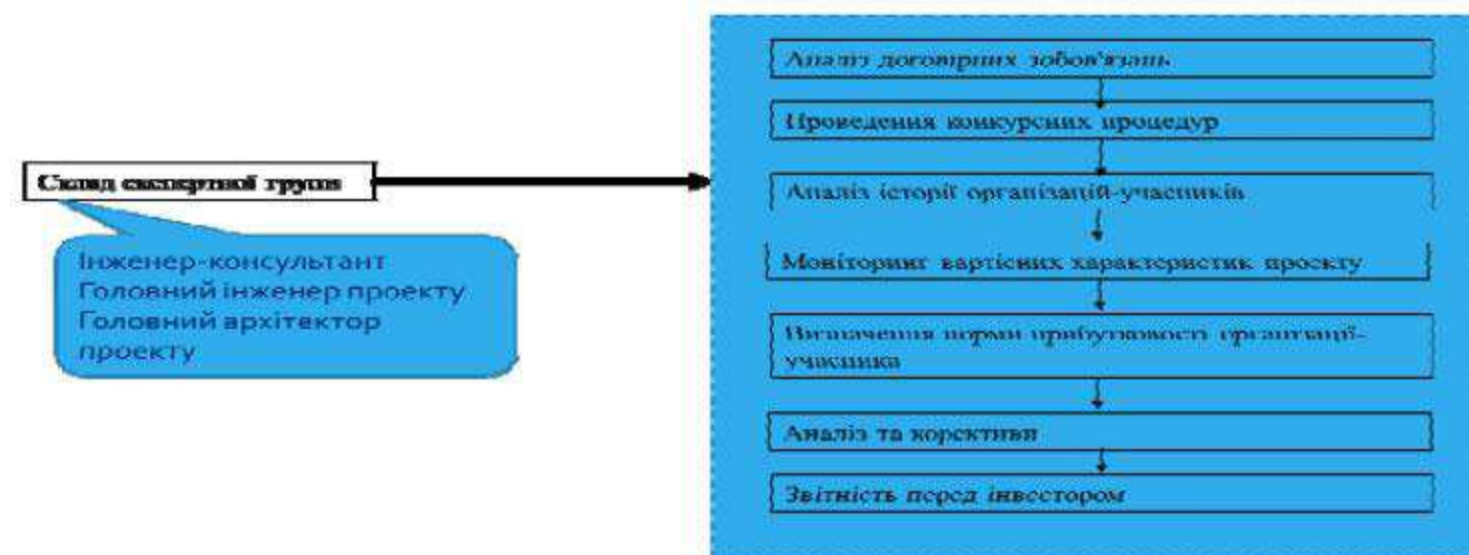 Склад експертної групи
Інженер-консультант
Головний інженер проекту
Головний архітектор
проекту
Аналіз договірних зобов'язань
Проведення конкурсних процедур
Аналіз історії організацій-учасників
Моніторинг вартісних характеристик проекту
Визначення норми прибутковості організації-
учасника
Аналіз та корективи
Звітність перед інвестором